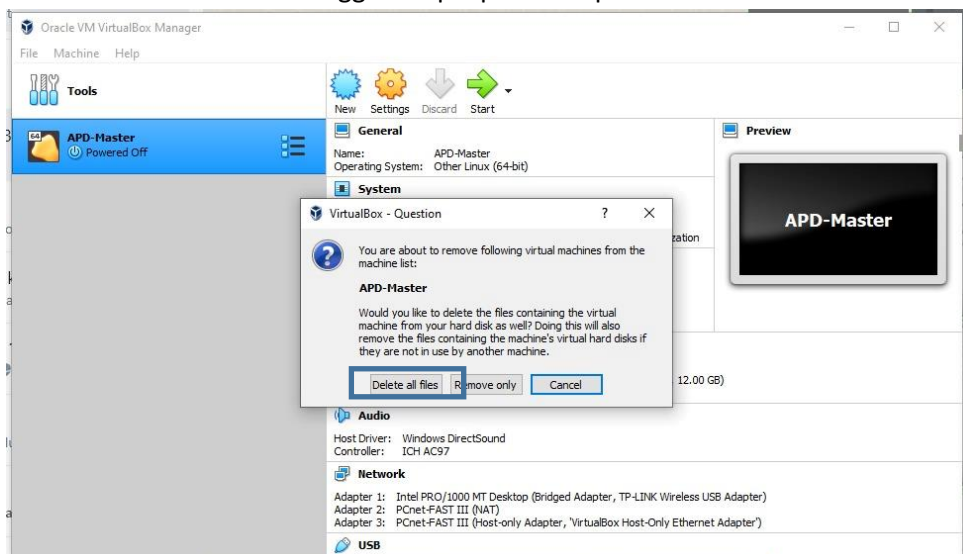 Oracle VM VirtualBox Manager
File Machine Help
Tools
New Settings Discard Start
64
APD-Master
Powered Off
General
Name: APD-Master
Operating System: Other Linux (64-bit)
Preview
APD-Master
System
zation
VirtualBox - Question
You are about to remove following virtual machines from the
machine list:
APD-Master
Would you like to delete the files containing the virtual
machine from your hard disk as well? Doing this will also
remove the files containing the machine's virtual hard disks if
they are not in use by another machine.
Delete all files Remove only Cancel
12.00 GB)
Audio
Host Driver: Windows DirectSound
Controller: ICH AC97
Network
Adapter 1: Intel PRO/1000 MT Desktop (Bridged Adapter, TP-LINK Wireless USB Adapter)
Adapter 2: PCnet-FAST III (NAT)
Adapter 3: PCnet-FAST III (Host-only Adapter, 'VirtualBox Host-Only Ethernet Adapter')
USB